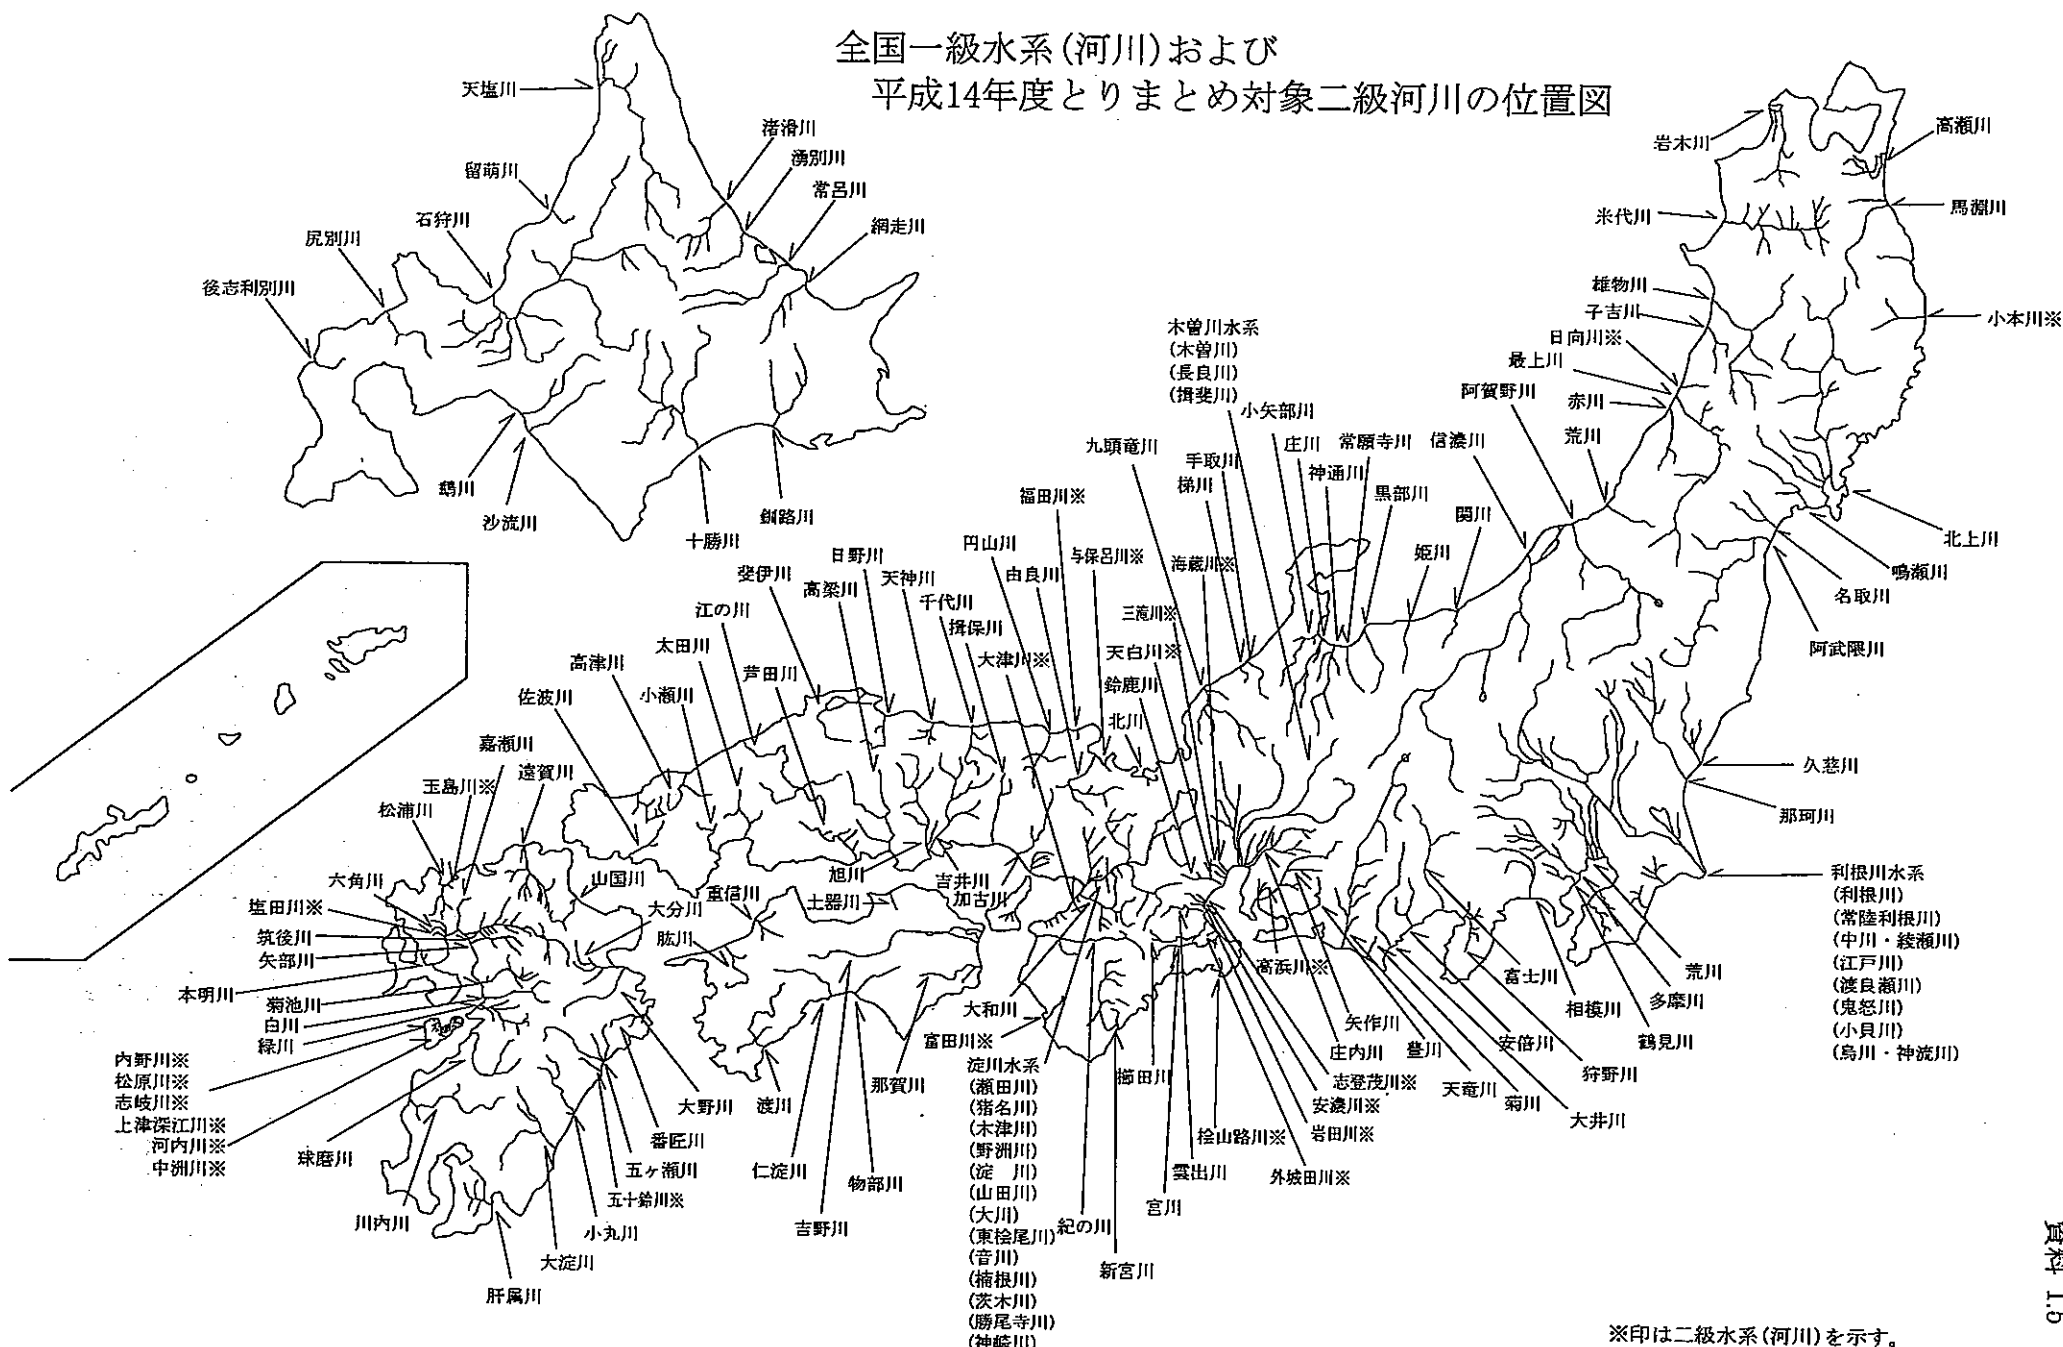 全国一級水系(河川)および
平成14年度とりまとめ対象二級河川の位置図
天塩川
渚滑川
湧別川
常呂川
網走川
留萌川
石狩川
尻別川
後志利別川
鵡川
沙流川
十勝川
釧路川
岩木川
高瀬川
馬淵川
米代川
雄物川
子吉川
日向川※
最上川
赤川
荒川
阿賀野川
信濃川
関川
姫川
黒部川
常願寺川
神通川
庄川
小矢部川
木曽川水系
(木曽川)
(長良川)
(揖斐川)
手取川
梯川
九頭竜川
小本川※
北上川
鳴瀬川
名取川
阿武隈川
久慈川
那珂川
利根川水系
(利根川)
(常陸利根川)
(中川・綾瀬川)
(江戸川)
(渡良瀬川)
(鬼怒川)
(小貝川)
(烏川・神流川)
荒川
多摩川
鶴見川
相模川
富士川
狩野川
安倍川
大井川
菊川
天竜川
豊川
矢作川
庄内川
高浜川※
志登茂川※
安濃川※
岩田川※
外城田川※
桧山路川※
雲出川
宮川
櫛田川
新宮川
紀の川
富田川※
大和川
淀川水系
(瀬田川)
(猪名川)
(木津川)
(野洲川)
(淀　川)
(山田川)
(大川)
(東桧尾川)
(音川)
(楠根川)
(茨木川)
(勝尾寺川)
(神崎川)
福田川※
与保呂川※
海蔵川※
三滝川※
天白川※
鈴鹿川
北川
円山川
由良川
大津川※
揖保川
千代川
天神川
日野川
高梁川
斐伊川
江の川
太田川
芦田川
高津川
小瀬川
佐波川
旭川
吉井川
加古川
土器川
重信川
肱川
渡川
仁淀川
吉野川
物部川
那賀川
嘉瀬川
遠賀川
玉島川※
松浦川
六角川
塩田川※
筑後川
矢部川
本明川
菊池川
白川
緑川
山国川
大分川
大野川
番匠川
五ヶ瀬川
五十鈴川※
小丸川
大淀川
肝属川
川内川
球磨川
内野川※
松原川※
志岐川※
上津深江川※
河内川※
中洲川※
※印は二級水系(河川)を示す。
資料 1.5